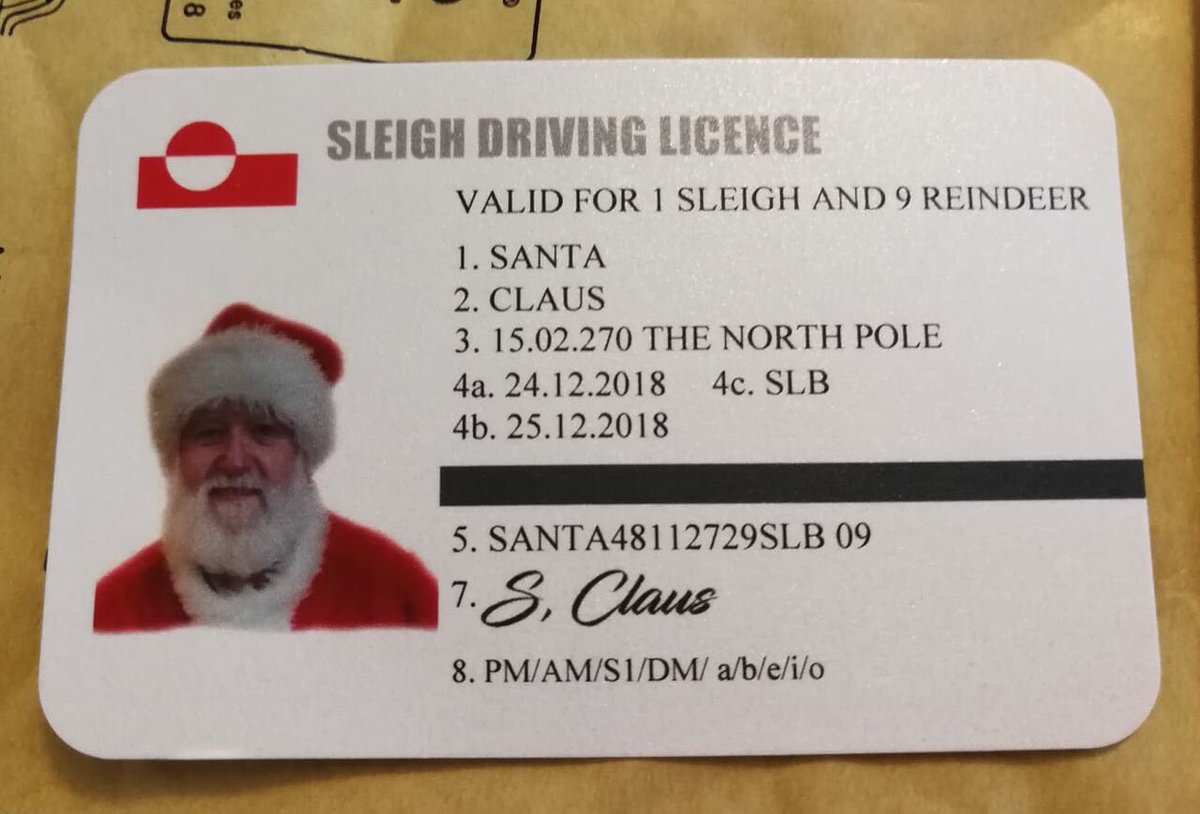 es
8
®
SLEIGH DRIVING LICENCE
VALID FOR 1 SLEIGH AND 9 REINDEER
1. SANTA
2. CLAUS
3. 15.02.270 THE NORTH POLE
4a. 24.12.2018 4c. SLB
4b. 25.12.2018
5. SANTA48112729SLB 09
7. S, Claus
8. PM/AM/S1/DM/ a/b/e/i/o